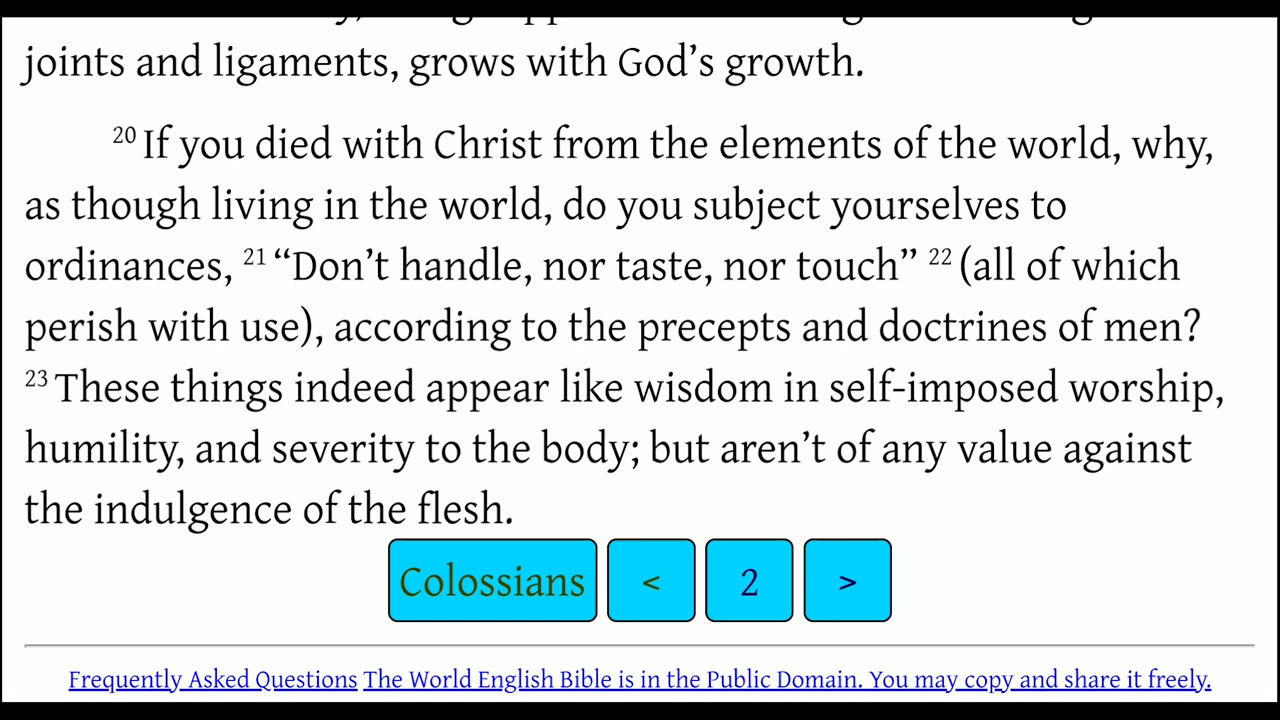 joints and ligaments, grows with God’s growth.
20 If you died with Christ from the elements of the world, why,
as though living in the world, do you subject yourselves to
ordinances, 21 “Don’t handle, nor taste, nor touch” 22 (all of which
perish with use), according to the precepts and doctrines of men?
23 These things indeed appear like wisdom in self-imposed worship,
humility, and severity to the body; but aren’t of any value against
the indulgence of the flesh.
Colossians < 2 >
Frequently Asked Questions The World English Bible is in the Public Domain. You may copy and share it freely.